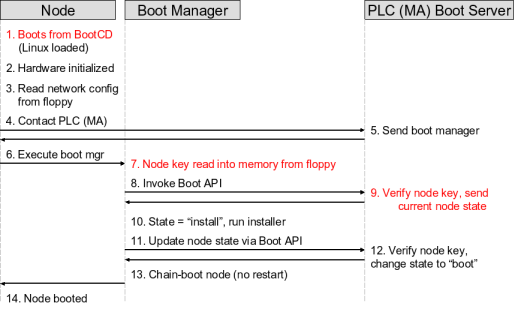 Node
Boot Manager
PLC (MA) Boot Server
1. Boots from BootCD
(Linux loaded)
2. Hardware initialized
3. Read network config
from floppy
4. Contact PLC (MA)
5. Send boot manager
6. Execute boot mgr
7. Node key read into memory from floppy
8. Invoke Boot API
9. Verify node key, send
current node state
10. State = “install”, run installer
11. Update node state via Boot API
12. Verify node key,
change state to “boot”
13. Chain-boot node (no restart)
14. Node booted